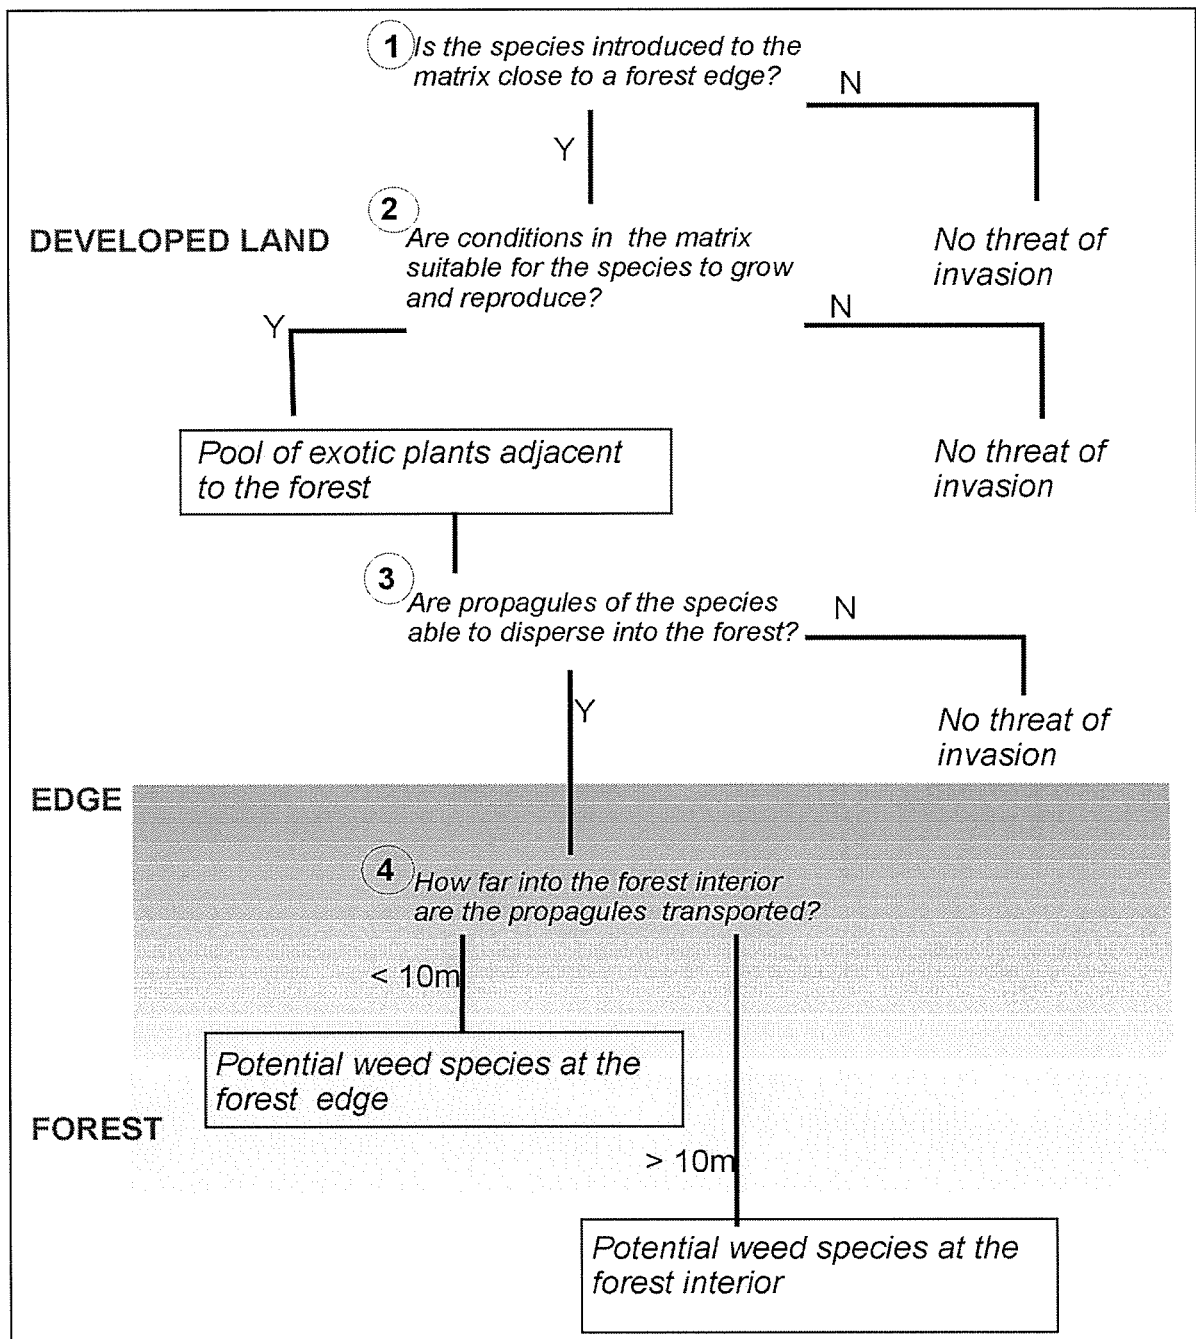 1
Is the species introduced to the
matrix close to a forest edge?
N
Y
2
DEVELOPED LAND
Are conditions in the matrix
suitable for the species to grow
and reproduce?
No threat of
invasion
Y
N
Pool of exotic plants adjacent
to the forest
No threat of
invasion
3
Are propagules of the species
able to disperse into the forest?
N
Y
No threat of
invasion
EDGE
4
How far into the forest interior
are the propagules transported?
< 10m
Potential weed species at the
forest edge
FOREST
> 10m
Potential weed species at the
forest interior